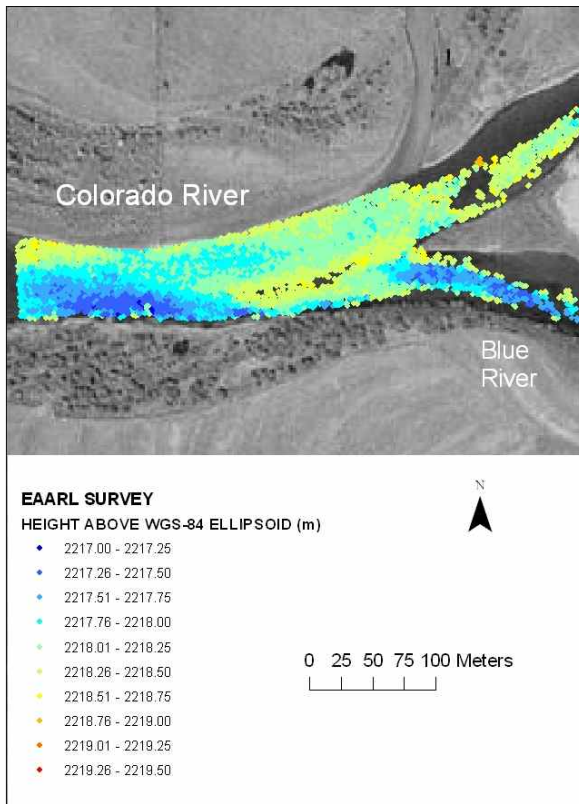 Colorado River
Blue
River
EAARL SURVEY
HEIGHT ABOVE WGS-84 ELLIPSOID (m)
2217.00 - 2217.25
2217.26 - 2217.50
2217.51 - 2217.75
2217.76 - 2218.00
2218.01 - 2218.25
2218.26 - 2218.50
2218.51 - 2218.75
2218.76 - 2219.00
2219.01 - 2219.25
2219.26 - 2219.50
N
0 25 50 75 100 Meters